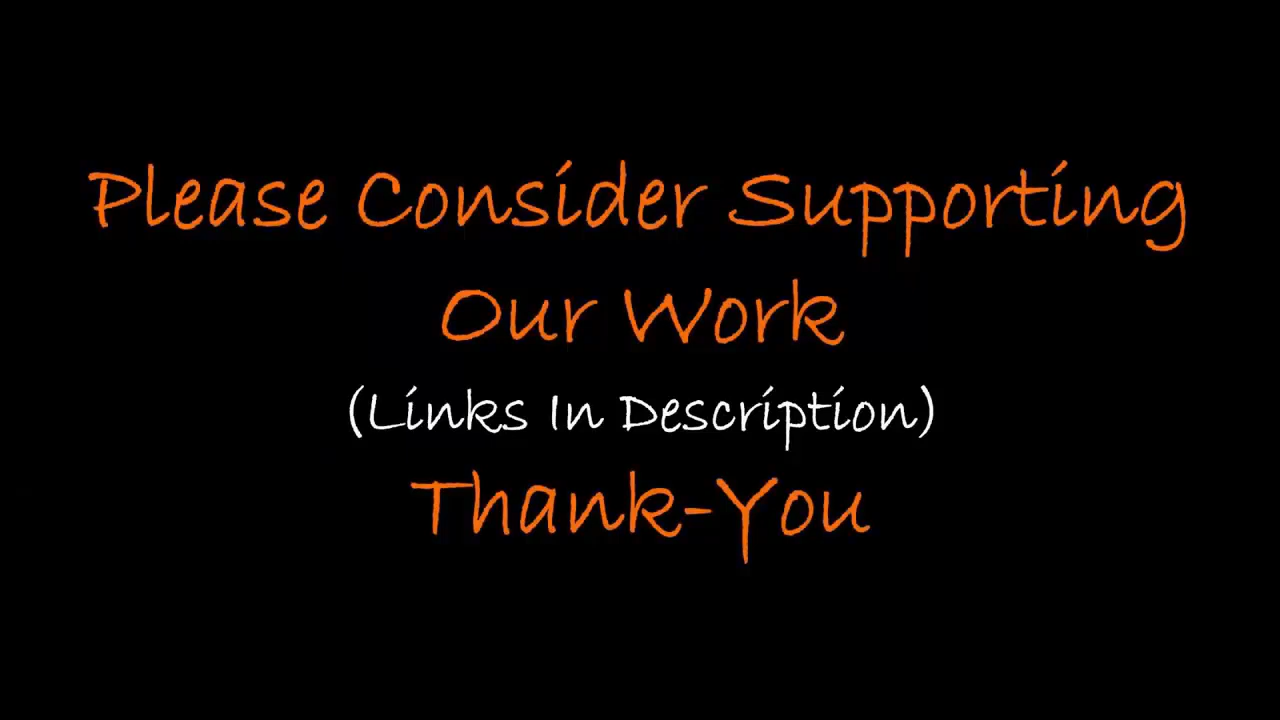 Please Consider Supporting
Our Work
(Links In Description)
Thank-You